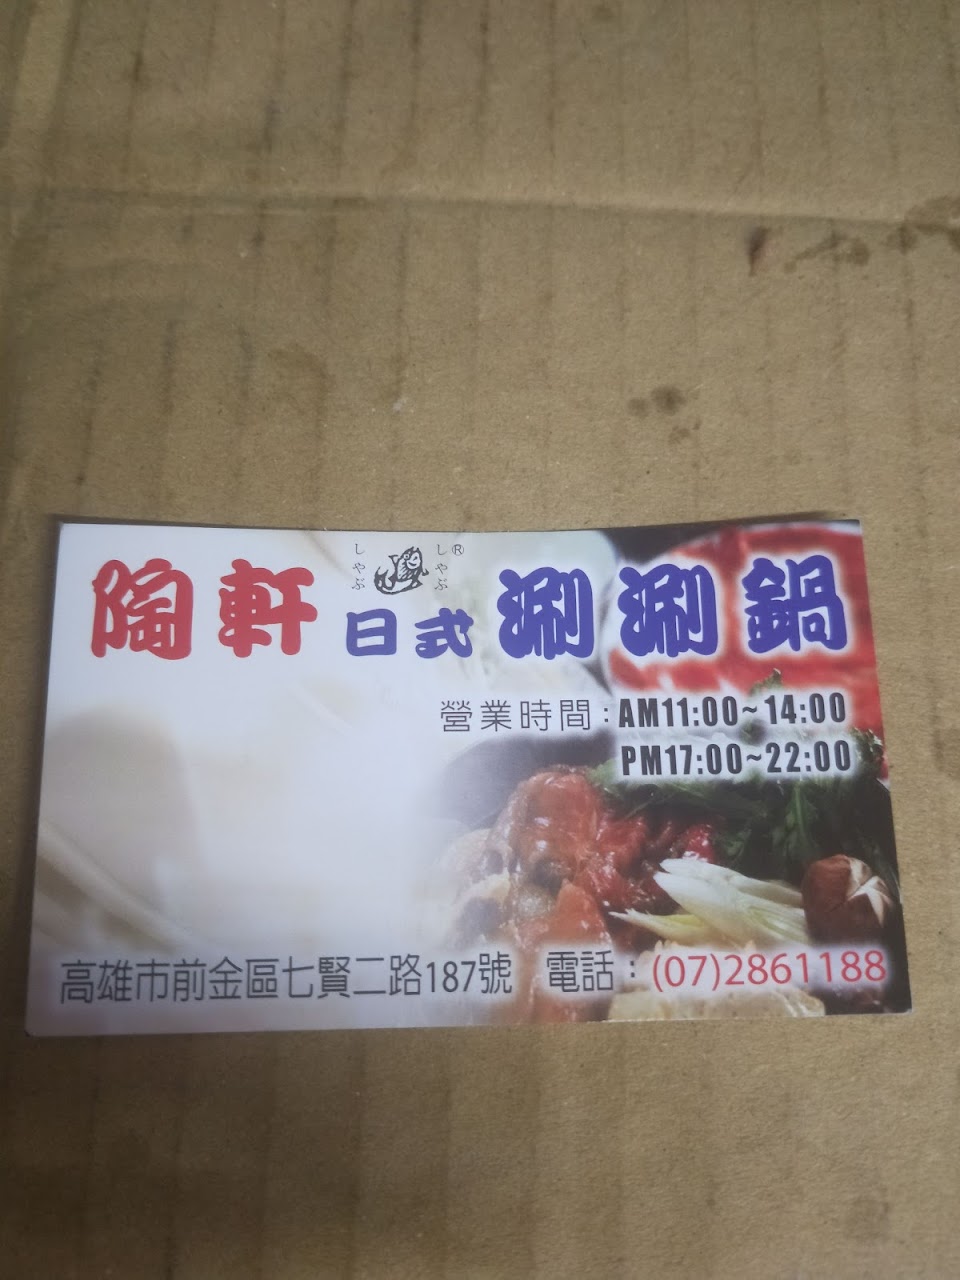 陶軒 日式 涮涮鍋
しゃぶ しゃぶ®
營業時間：AM11:00~14:00
PM17:00~22:00
高雄市前金區七賢二路187號 電話：(07)2861188